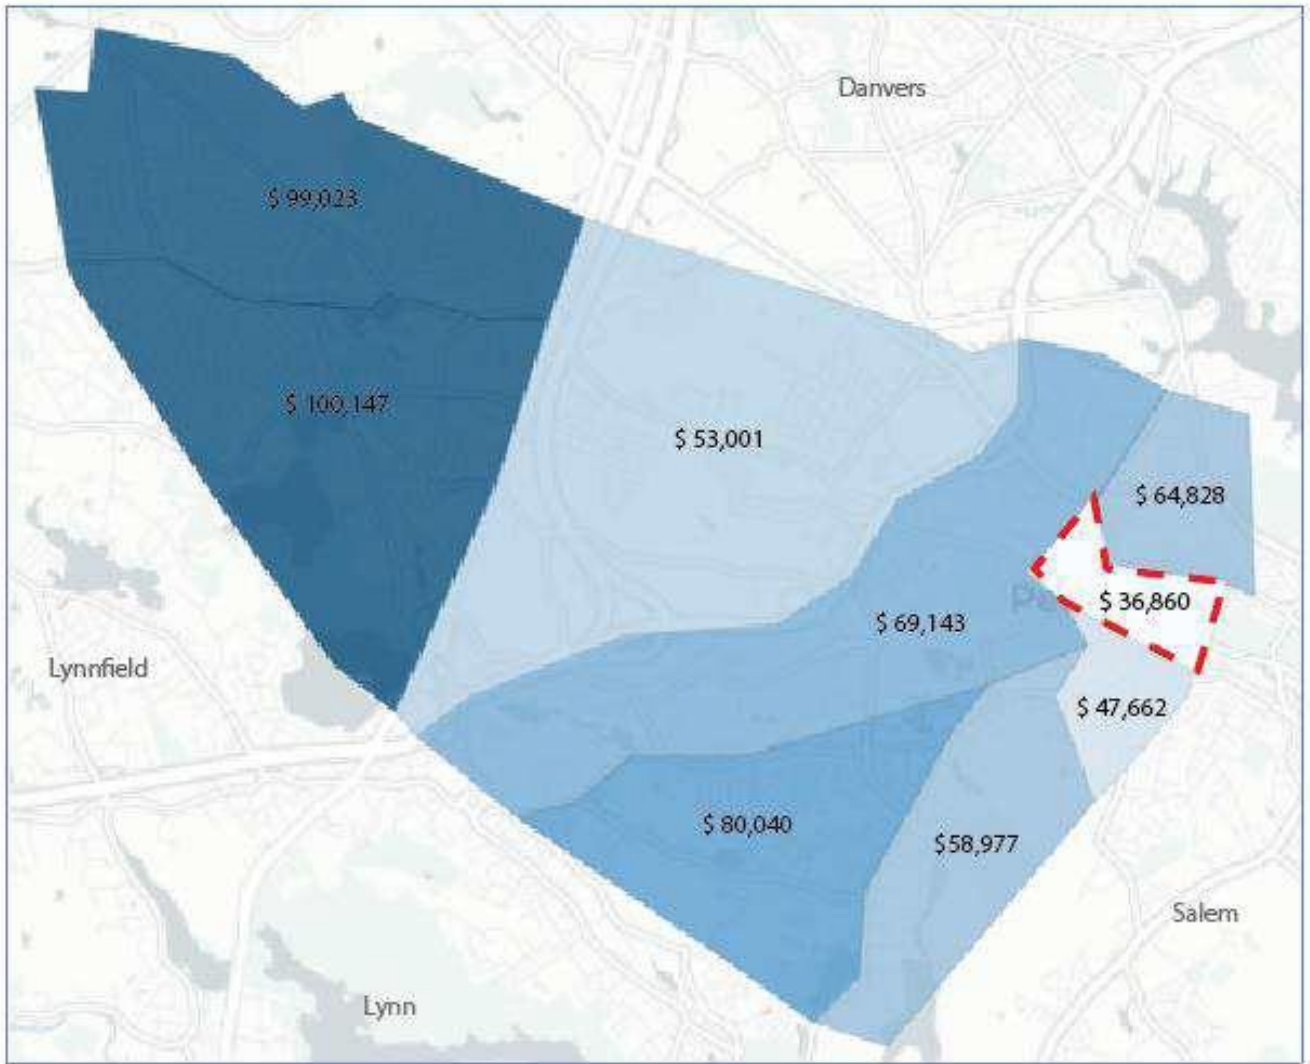 Danvers
$ 99,023
$ 100,147
$ 53,001
$ 64,828
$ 36,860
$ 69,143
Lynnfield
$ 47,662
$ 80,040
$58,977
Salem
Lynn